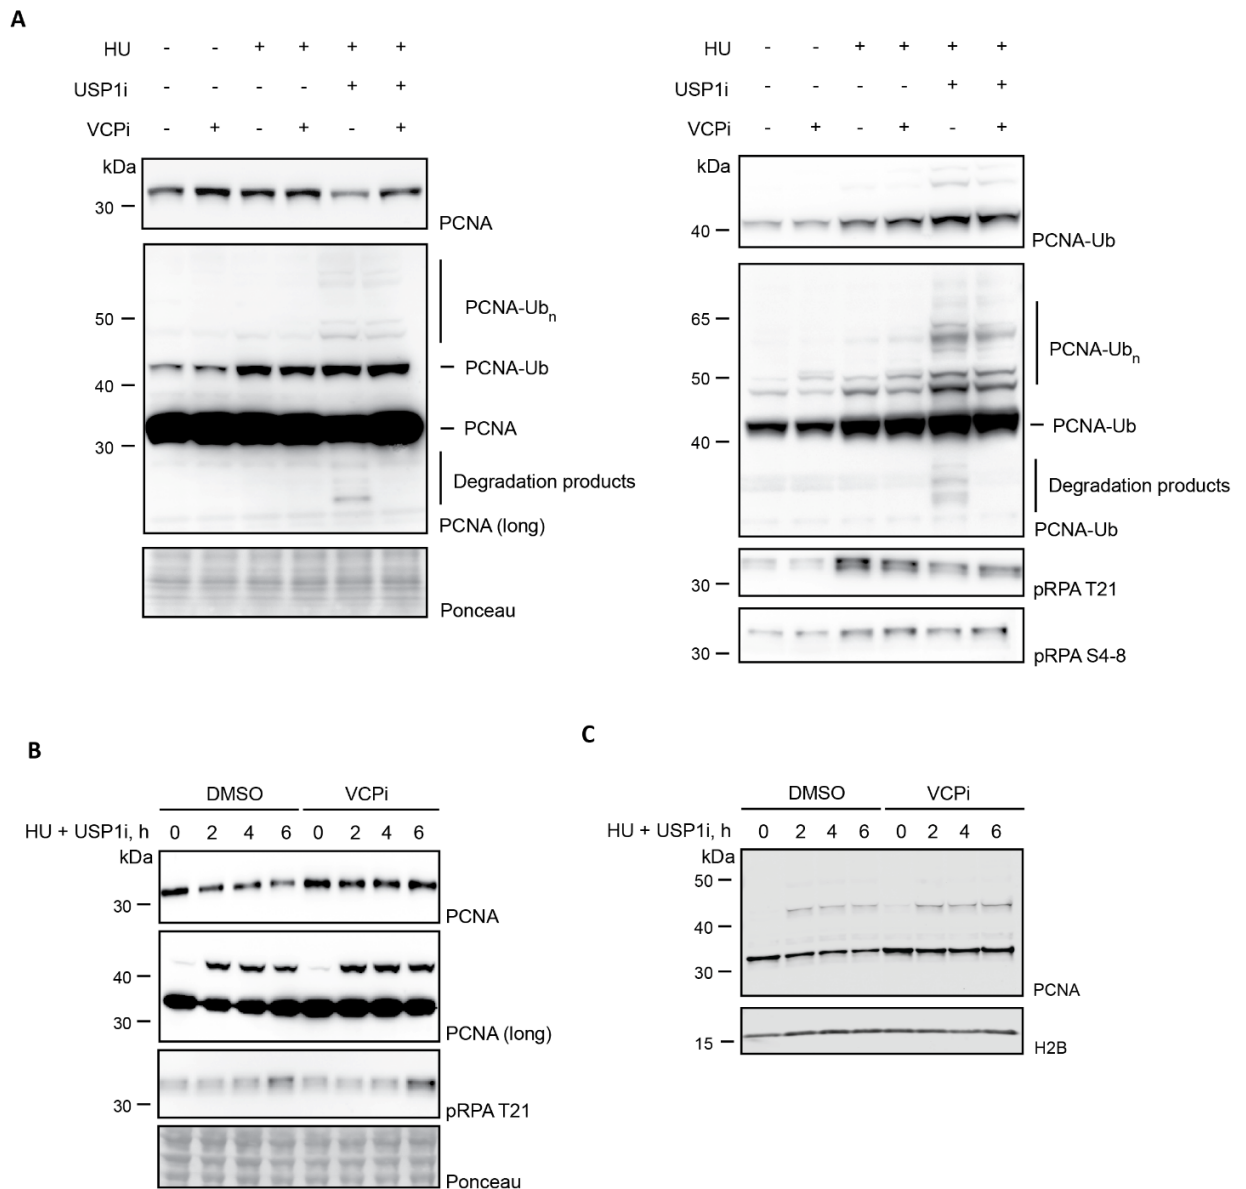 A
HU - - + + + +
USP1i - - - - + +
VCPi - + - + - +
kDa
30
PCNA
50
40
30
PCNA-Ubn
PCNA-Ub
PCNA
Degradation products
PCNA (long)
Ponceau
HU - - + + + +
USP1i - - - - + +
VCPi - + - + - +
kDa
40
PCNA-Ub
65
50
40
PCNA-Ubn
PCNA-Ub
Degradation products
PCNA-Ub
30
pRPA T21
30
pRPA S4-8
B
DMSO VCPi
HU + USP1i, h 0 2 4 6 0 2 4 6
kDa
30
PCNA
40
30
PCNA (long)
30
pRPA T21
Ponceau
C
DMSO VCPi
HU + USP1i, h 0 2 4 6 0 2 4 6
kDa
50
40
30
PCNA
15
H2B